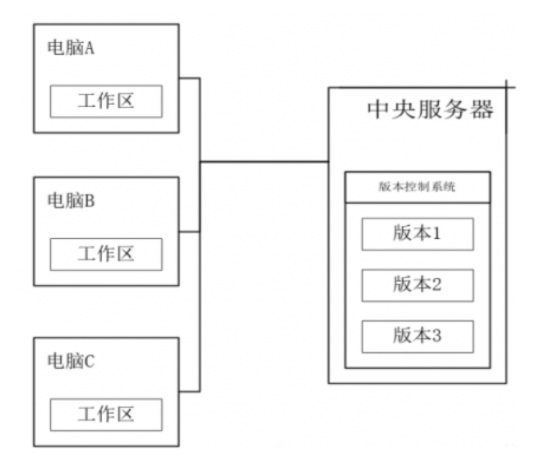 电脑A
工作区
电脑B
工作区
电脑C
工作区
中央服务器
版本控制系统
版本1
版本2
版本3